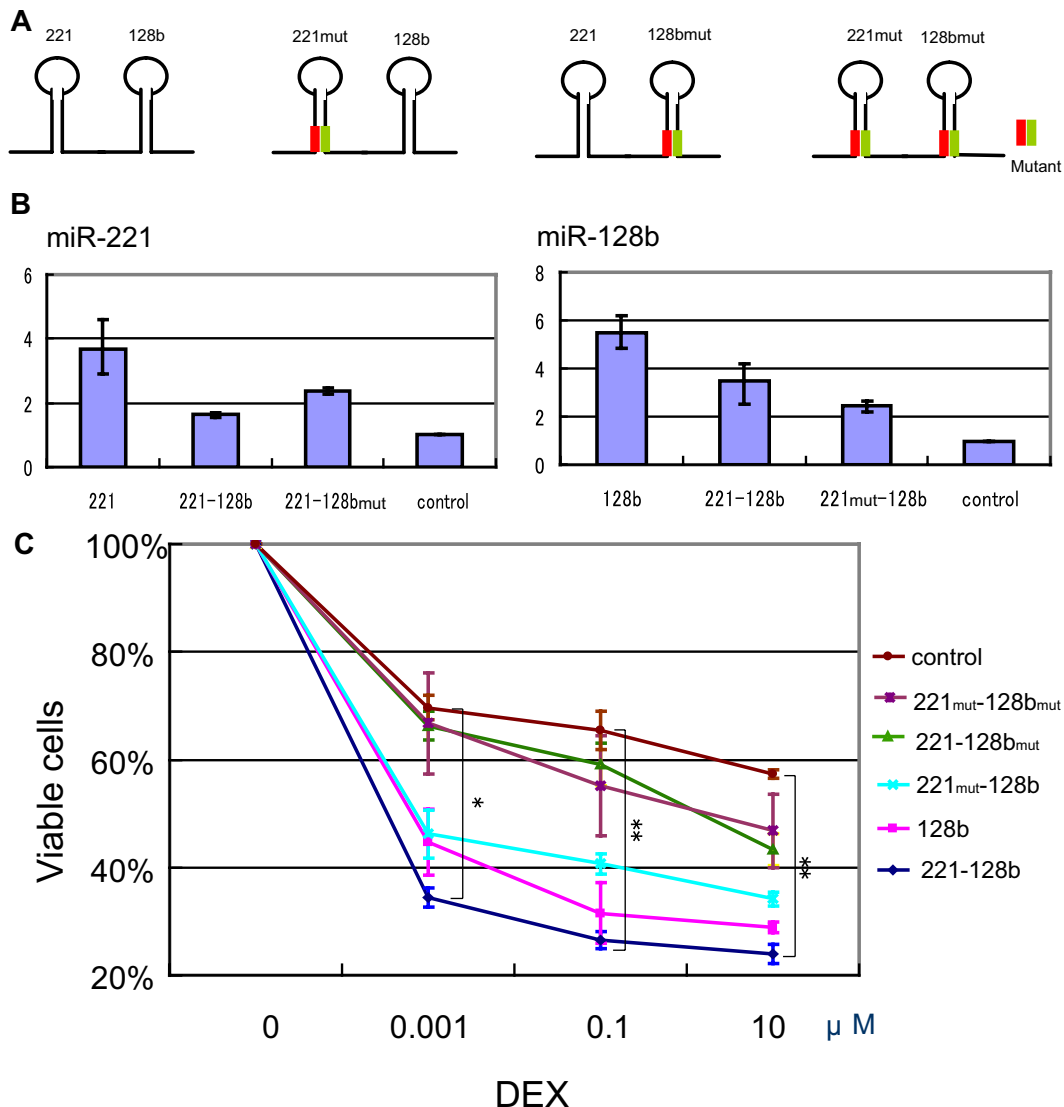 A
221 128b 221mut 128b 221 128bmut 221mut 128bmut
Mutant
B
miR-221
6
4
2
0
221 221-128b 221-128bmut control
miR-128b
8
6
4
2
0
128b 221-128b 221mut-128b control
C
100%
80%
60%
40%
20%
Viable cells
*
**
**
control
221mut-128bmut
221-128bmut
221mut-128b
128b
221-128b
0 0.001 0.1 10 μ M
DEX